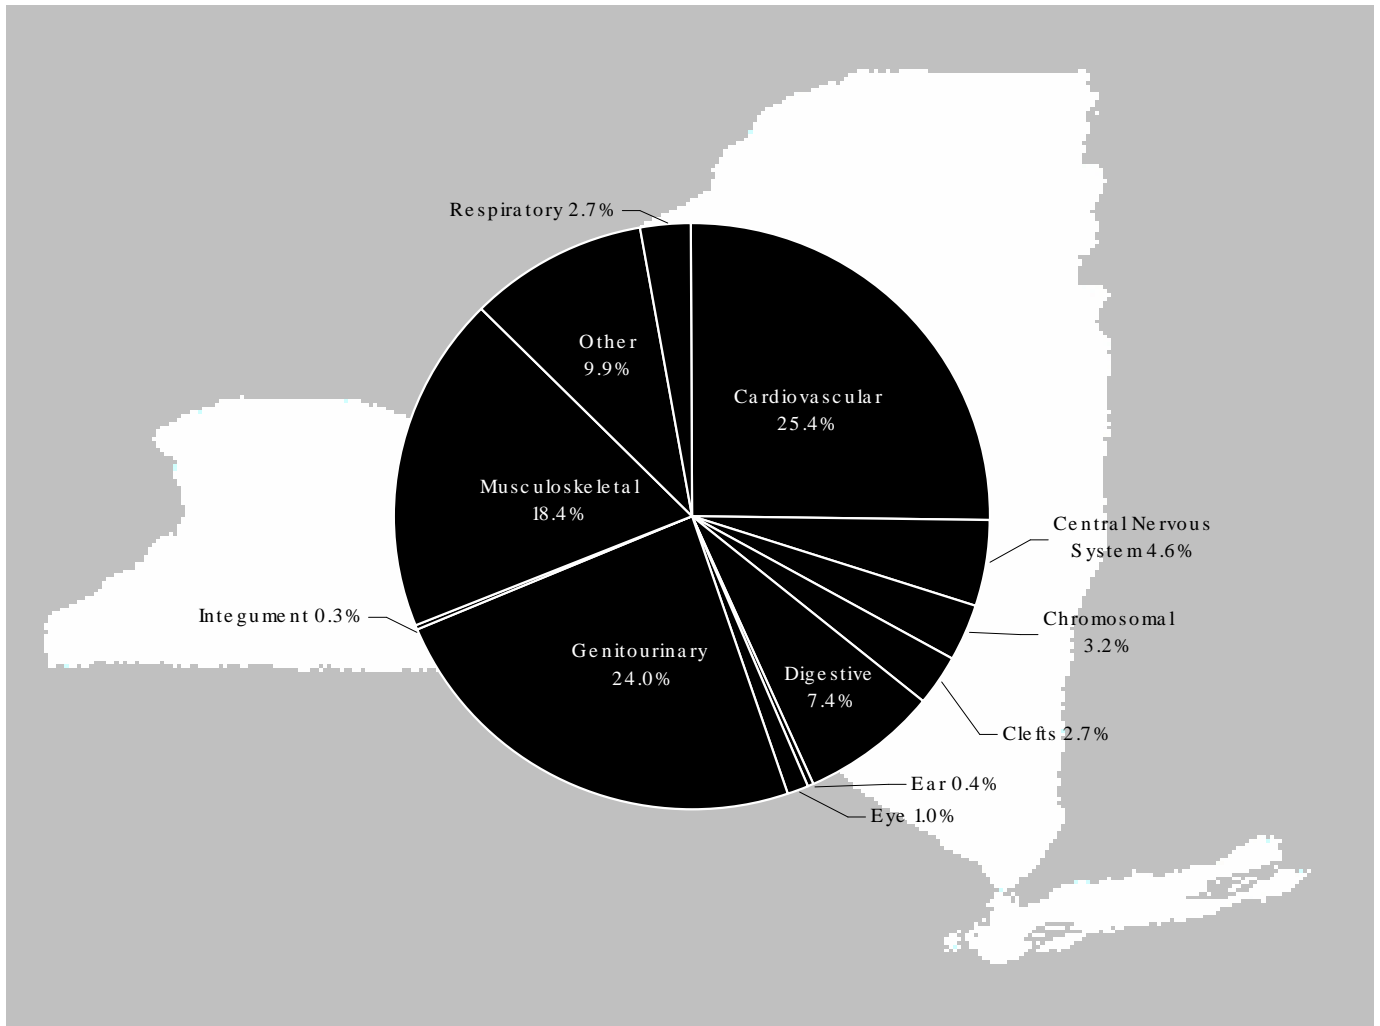 Respiratory 2.7%
Other
9.9%
Cardiovascular
25.4%
Musculoskeletal
18.4%
Central Nervous
System 4.6%
Integument 0.3%
Chromosomal
3.2%
Genitourinary
24.0%
Digestive
7.4%
Clefts 2.7%
Ear 0.4%
Eye 1.0%